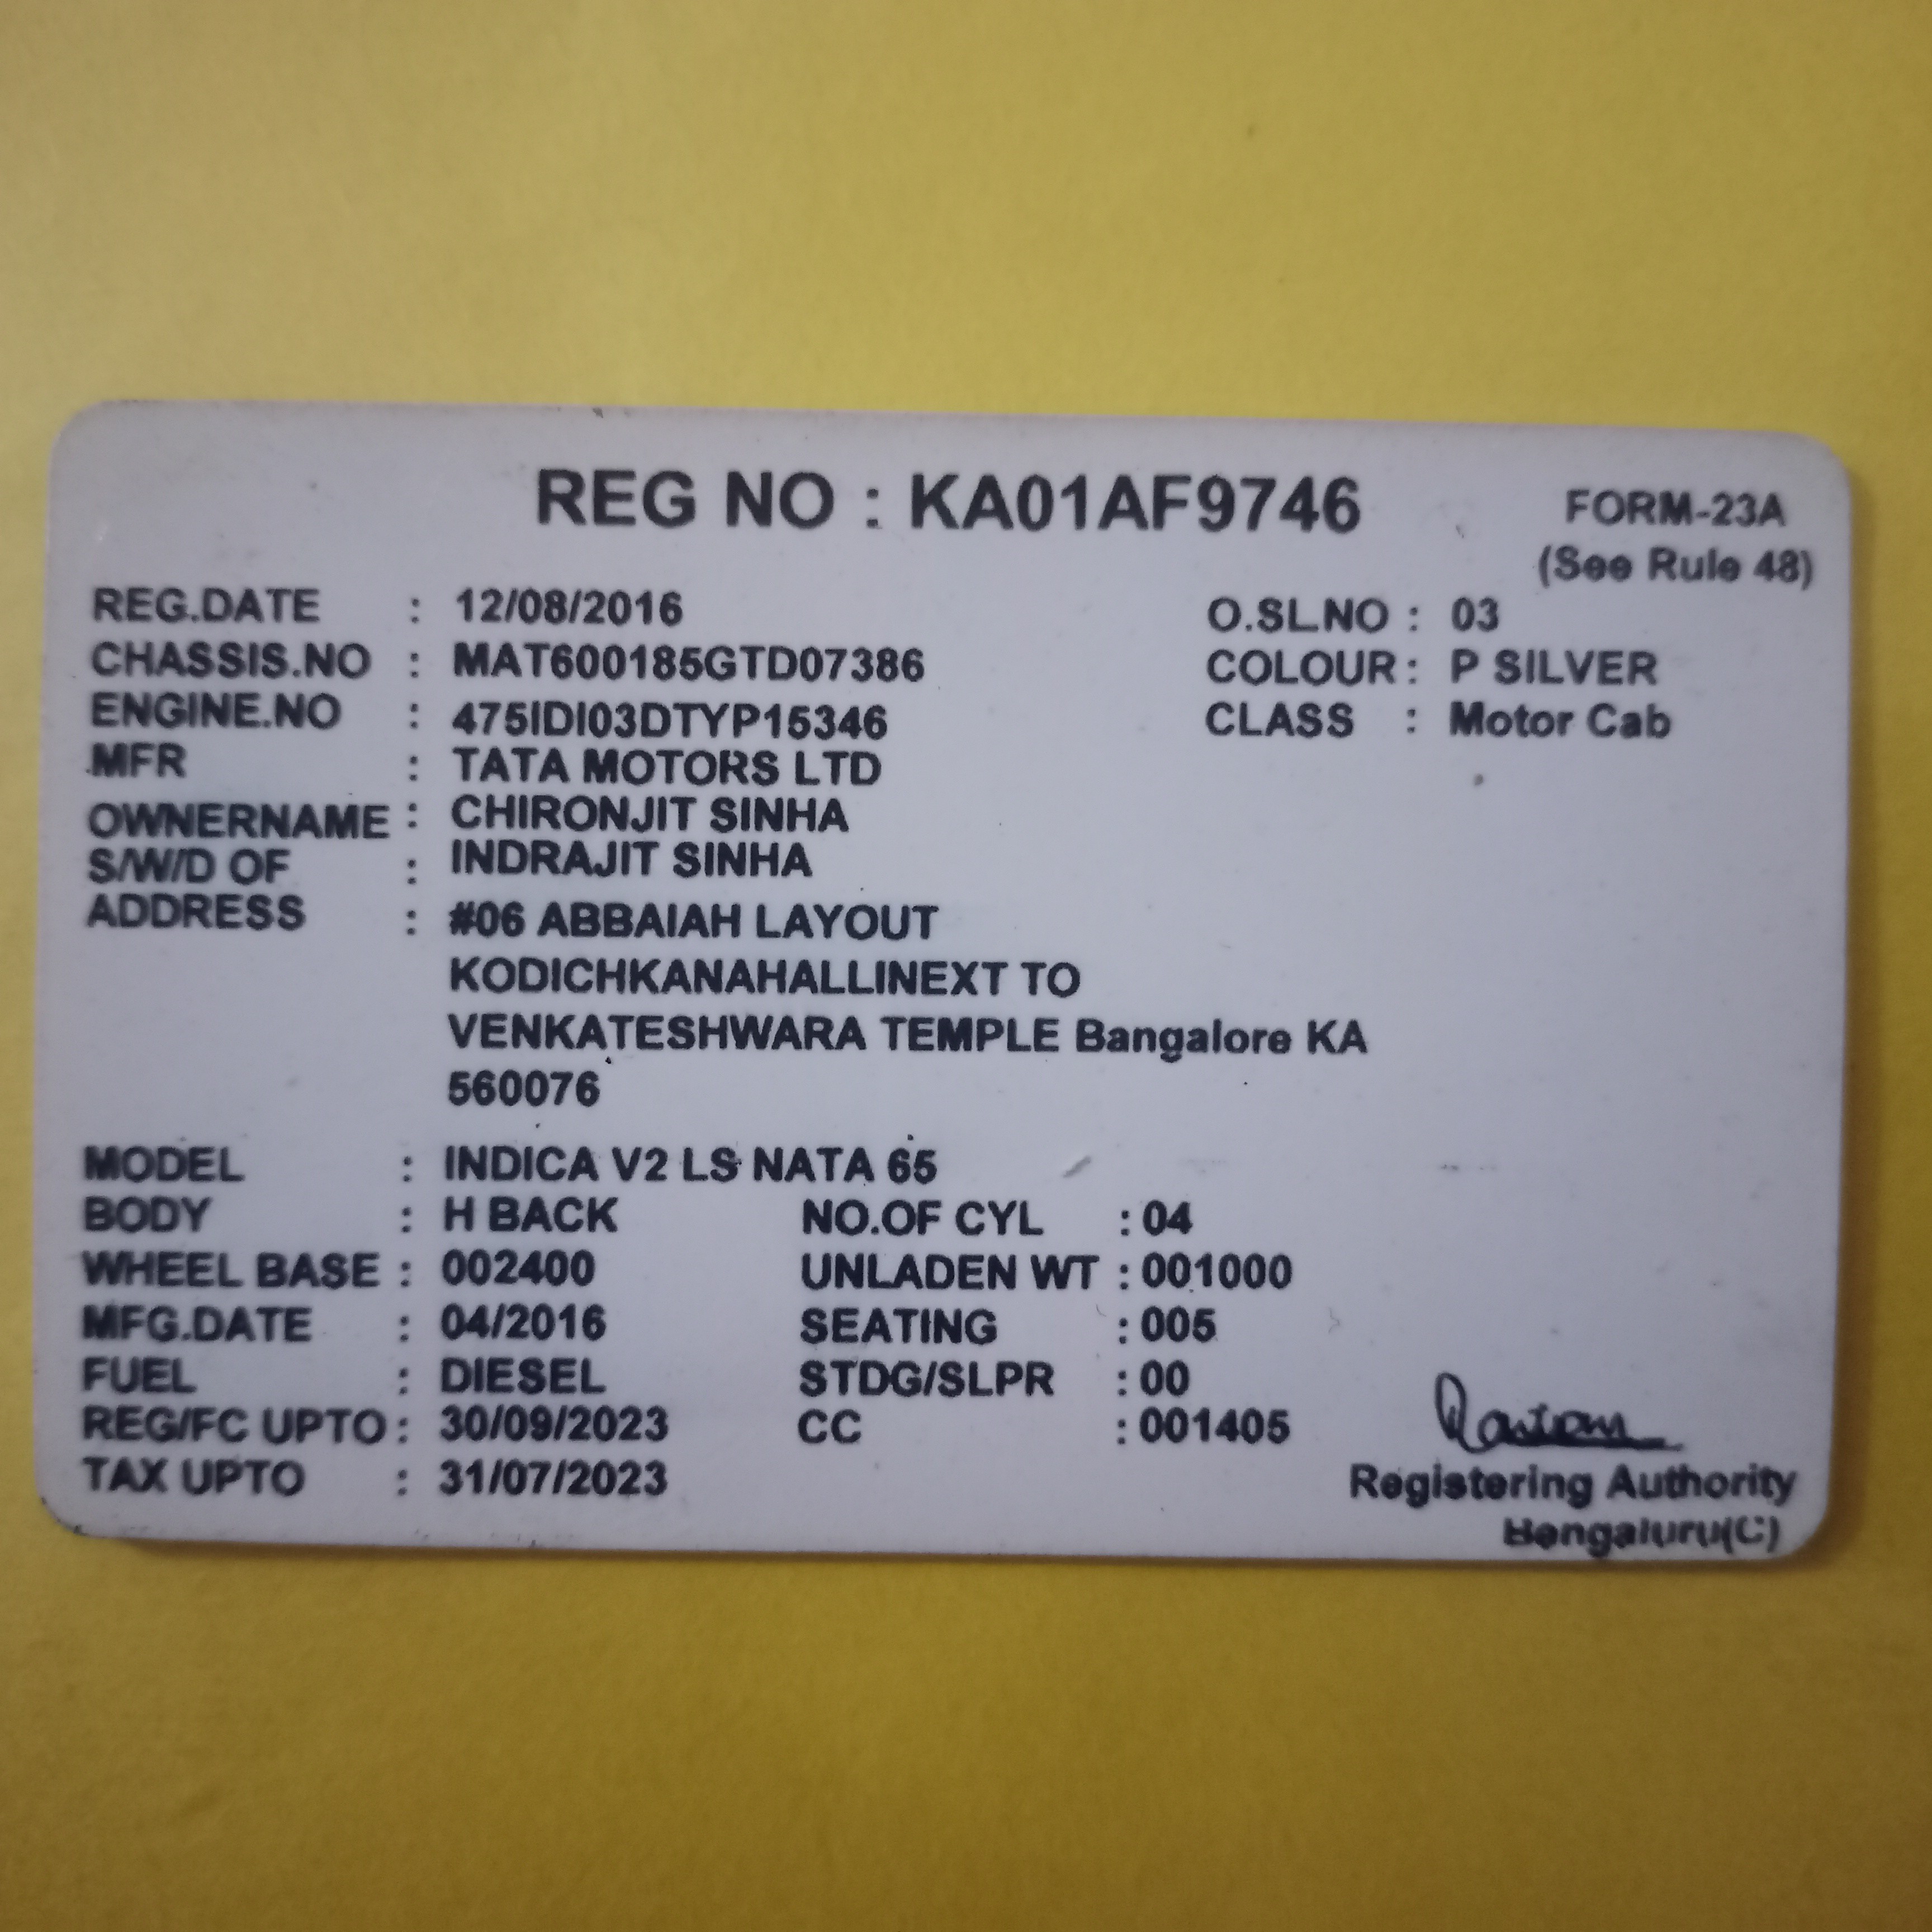 REG NO : KA01AF9746
FORM-23A
(See Rule 48)
REG.DATE : 12/08/2016 O.SL.NO : 03
CHASSIS.NO : MAT600185GTD07386 COLOUR : P SILVER
ENGINE.NO : 475IDI03DTYP15346 CLASS : Motor Cab
MFR : TATA MOTORS LTD
OWNERNAME : CHIRONJIT SINHA
S/W/D OF : INDRAJIT SINHA
ADDRESS : #06 ABBAIAH LAYOUT
KODICHKANAHALLINEXT TO
VENKATESHWARA TEMPLE Bangalore KA
560076
MODEL : INDICA V2 LS NATA 65
BODY : H BACK NO.OF CYL : 04
WHEEL BASE : 002400 UNLADEN WT : 001000
MFG.DATE : 04/2016 SEATING : 005
FUEL : DIESEL STDG/SLPR : 00
REG/FC UPTO : 30/09/2023 CC : 001405
TAX UPTO : 31/07/2023
Registering Authority
Bengaluru(C)